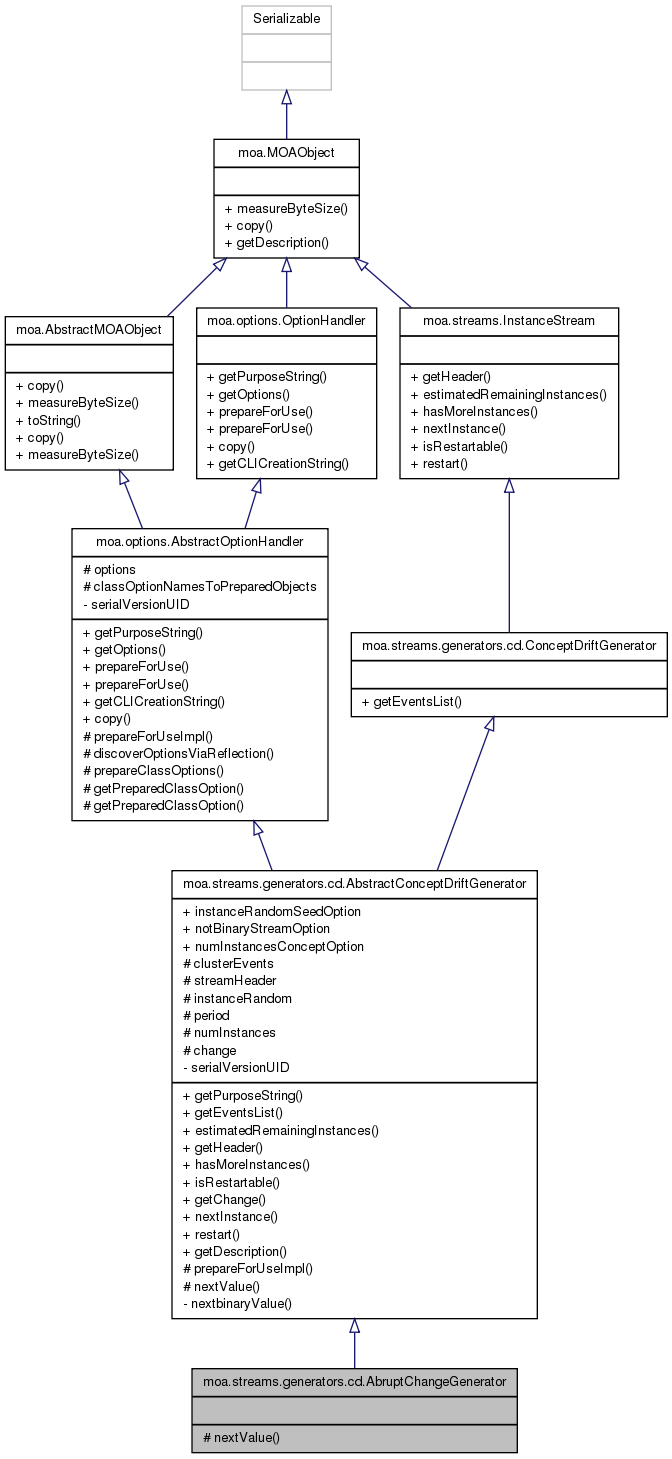 Serializable
moa.MOAObject
+ measureByteSize()
+ copy()
+ getDescription()
moa.AbstractMOAObject
+ copy()
+ measureByteSize()
+ toString()
+ copy()
+ measureByteSize()
moa.options.OptionHandler
+ getPurposeString()
+ getOptions()
+ prepareForUse()
+ prepareForUse()
+ copy()
+ getCLICreationString()
moa.streams.InstanceStream
+ getHeader()
+ estimatedRemainingInstances()
+ hasMoreInstances()
+ nextInstance()
+ isRestartable()
+ restart()
moa.options.AbstractOptionHandler
# options
# classOptionNamesToPreparedObjects
- serialVersionUID
+ getPurposeString()
+ getOptions()
+ prepareForUse()
+ prepareForUse()
+ getCLICreationString()
+ copy()
# prepareForUseImpl()
# discoverOptionsViaReflection()
# prepareClassOptions()
# getPreparedClassOption()
# getPreparedClassOption()
moa.streams.generators.cd.ConceptDriftGenerator
+ getEventsList()
moa.streams.generators.cd.AbstractConceptDriftGenerator
+ instanceRandomSeedOption
+ notBinaryStreamOption
+ numInstancesConceptOption
# clusterEvents
# streamHeader
# instanceRandom
# period
# numInstances
# change
- serialVersionUID
+ getPurposeString()
+ getEventsList()
+ estimatedRemainingInstances()
+ getHeader()
+ hasMoreInstances()
+ isRestartable()
+ getChange()
+ nextInstance()
+ restart()
+ getDescription()
# prepareForUseImpl()
# nextValue()
- nextbinaryValue()
moa.streams.generators.cd.AbruptChangeGenerator
# nextValue()